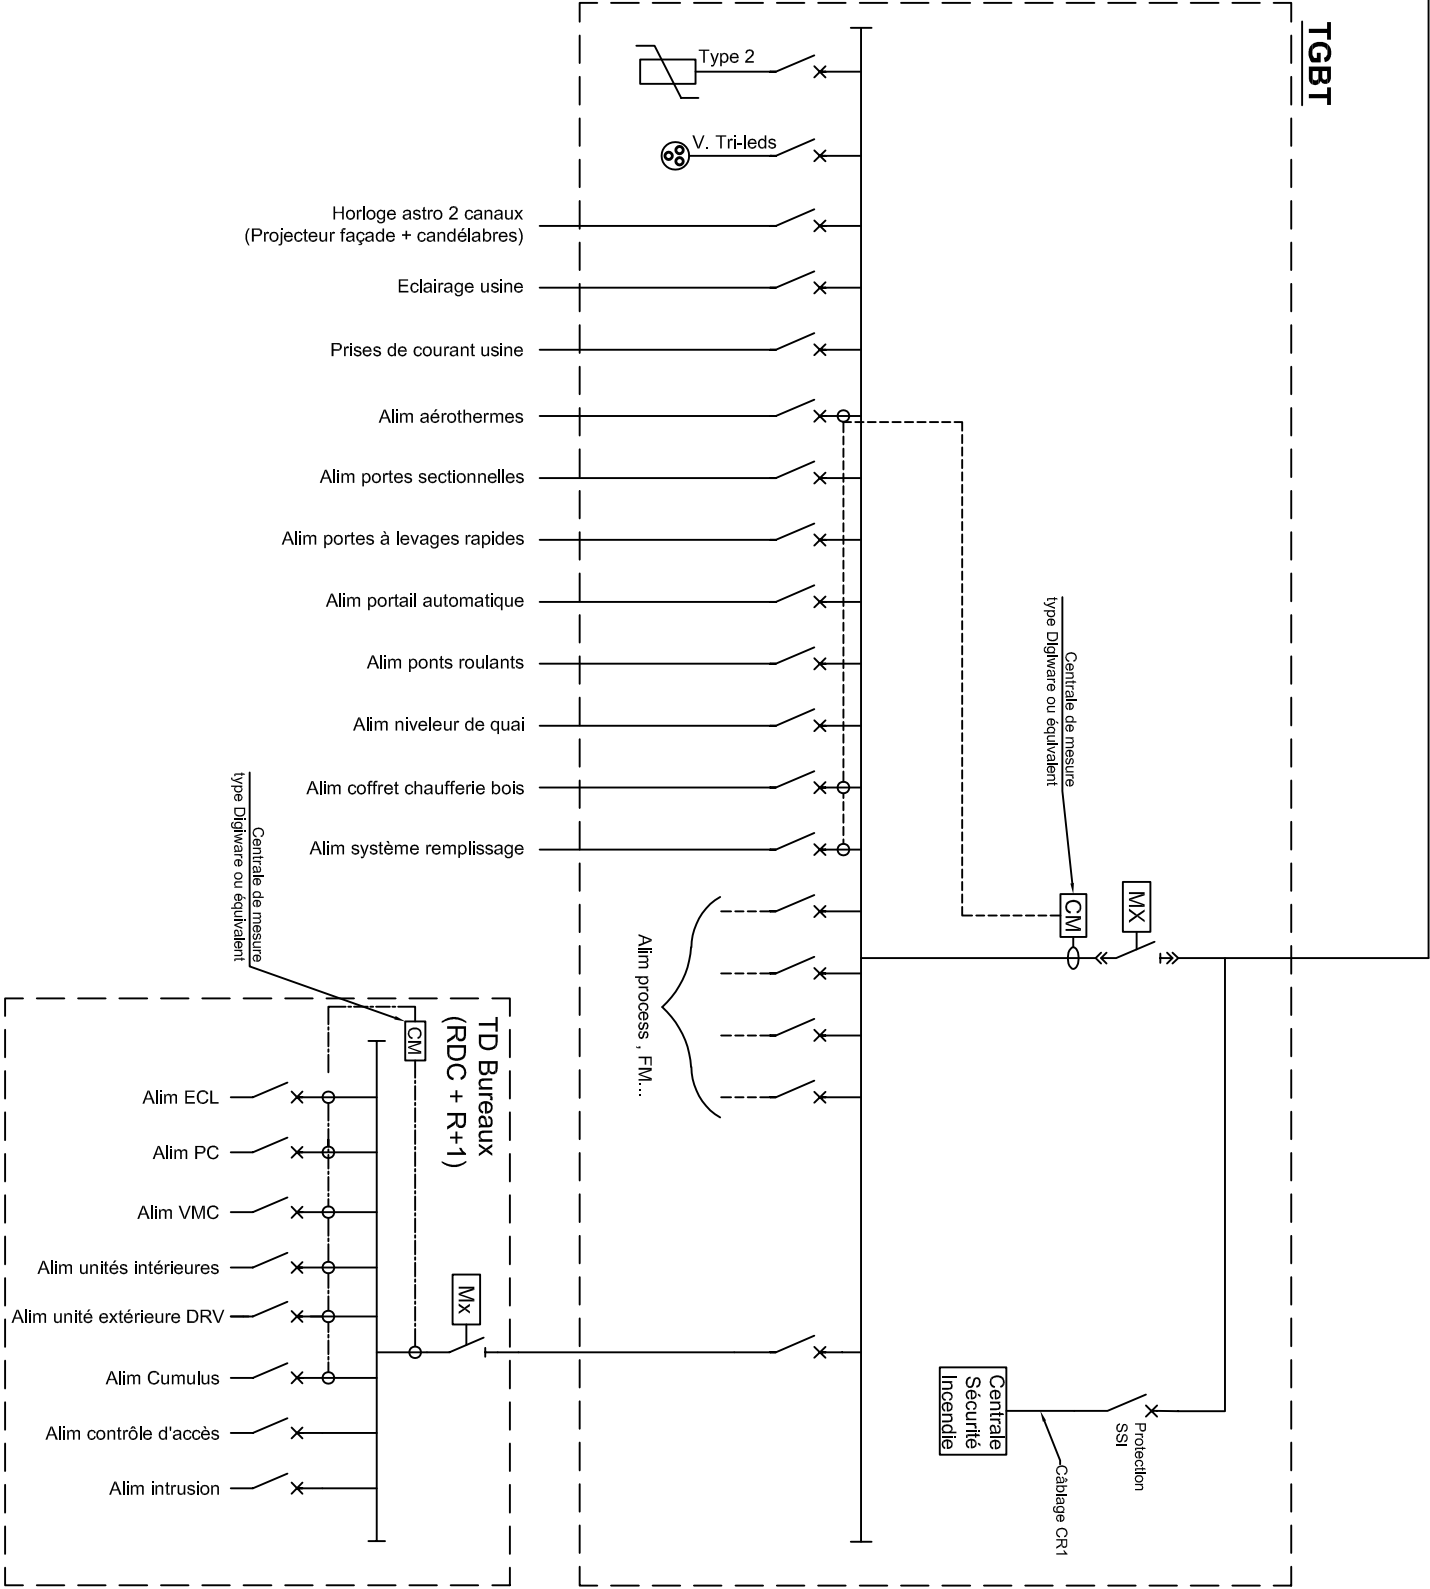 TGBT
Type 2
V. Tri-leds
Horloge astro 2 canaux
(Projecteur façade + candélabres)
Eclairage usine
Prises de courant usine
Alim aérothermes
Alim portes sectionnelles
Alim portes à levages rapides
Alim portail automatique
Alim ponts roulants
Alim niveleur de quai
Alim coffret chaufferie bois
Alim système remplissage
Alim process , FM...
Centrale de mesure
type Digiware ou équivalent
CM
MX
Centrale de mesure
type Digiware ou équivalent
TD Bureaux
(RDC + R+1)
CM
Mx
Alim ECL
Alim PC
Alim VMC
Alim unités intérieures
Alim unité extérieure DRV
Alim Cumulus
Alim contrôle d'accès
Alim intrusion
Centrale
Sécurité
Incendie
Protection
SSI
Câblage CR1